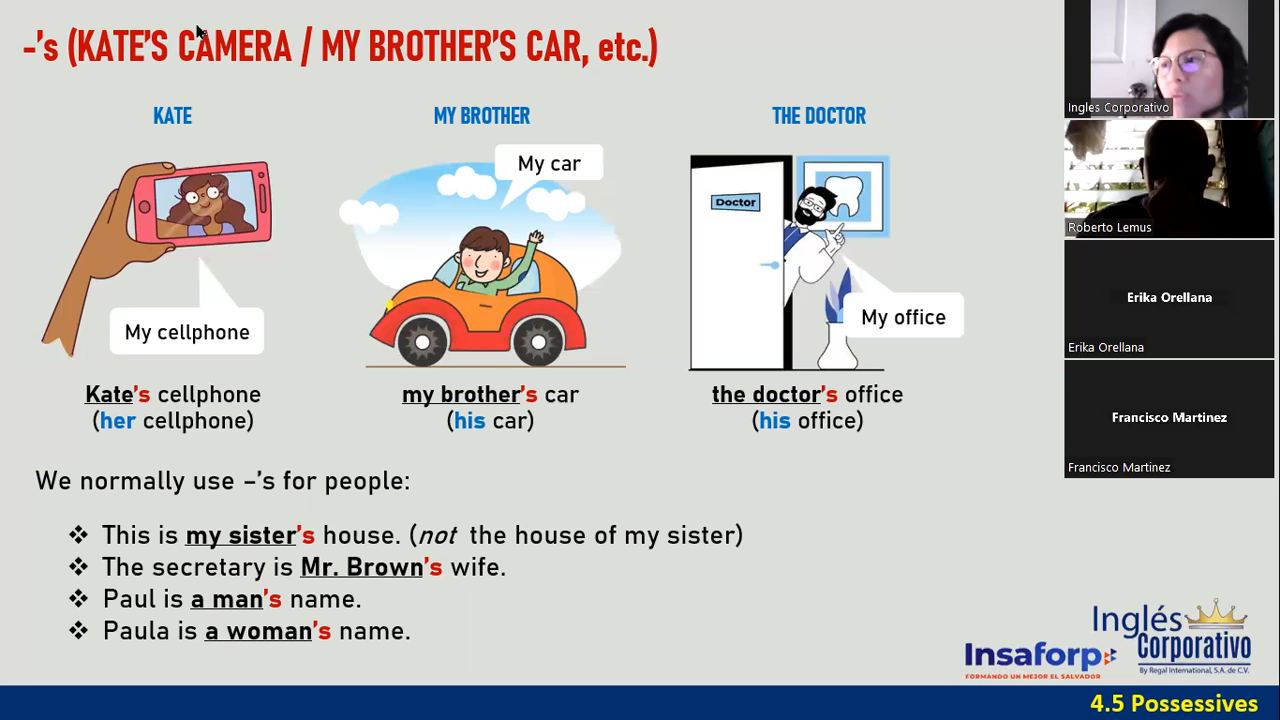 -’s (KATE’S CAMERA / MY BROTHER’S CAR, etc.)
KATE
MY BROTHER
THE DOCTOR
My cellphone
My car
Doctor
My office
Kate’s cellphone
(her cellphone)
my brother’s car
(his car)
the doctor’s office
(his office)
We normally use –’s for people:
❖ This is my sister’s house. (not the house of my sister)
❖ The secretary is Mr. Brown’s wife.
❖ Paul is a man’s name.
❖ Paula is a woman’s name.
Insaforp
FORMANDO UN MEJOR EL SALVADOR
Inglés
Corporativo
By Regal International, S.A. de C.V.
4.5 Possessives
Ingles Corporativo
Roberto Lemus
Erika Orellana
Erika Orellana
Francisco Martinez
Francisco Martinez